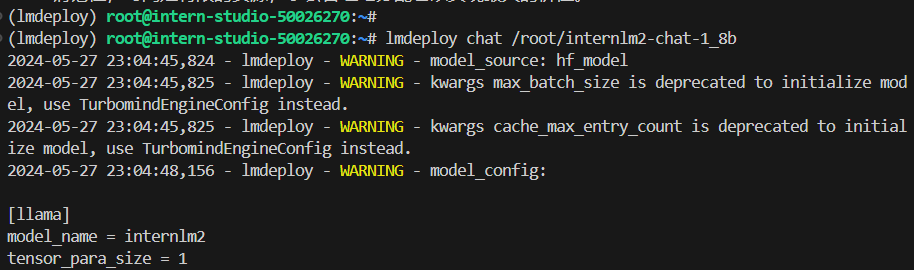 (lmdeploy) root@intern-studio-50026270:~#
(lmdeploy) root@intern-studio-50026270:~# lmdeploy chat /root/internlm2-chat-1_8b
2024-05-27 23:04:45,824 - lmdeploy - WARNING - model_source: hf_model
2024-05-27 23:04:45,825 - lmdeploy - WARNING - kwargs max_batch_size is deprecated to initialize mod
el, use TurbomindEngineConfig instead.
2024-05-27 23:04:45,825 - lmdeploy - WARNING - kwargs cache_max_entry_count is deprecated to initial
ize model, use TurbomindEngineConfig instead.
2024-05-27 23:04:48,156 - lmdeploy - WARNING - model_config:
[llama]
model_name = internlm2
tensor_para_size = 1